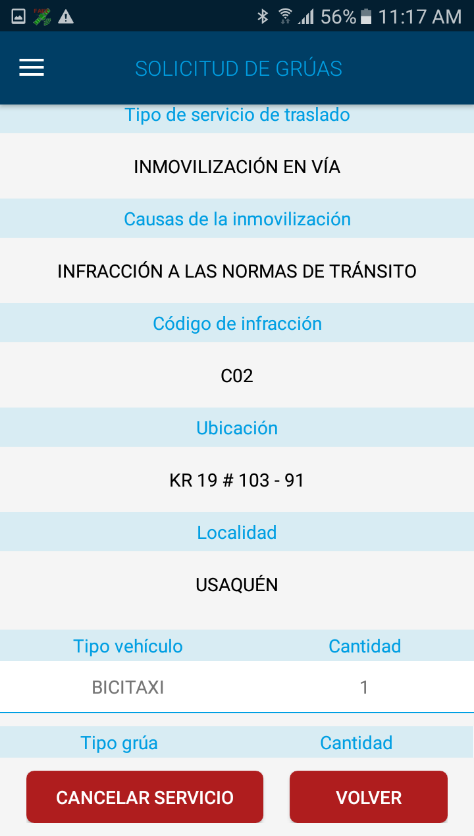 56% 11:17 AM
SOLICITUD DE GRÚAS
Tipo de servicio de traslado
INMOVILIZACIÓN EN VÍA
Causas de la inmovilización
INFRACCIÓN A LAS NORMAS DE TRÁNSITO
Código de infracción
C02
Ubicación
KR 19 # 103 - 91
Localidad
USAQUÉN
Tipo vehículo Cantidad
BICITAXI 1
Tipo grúa Cantidad
CANCELAR SERVICIO VOLVER